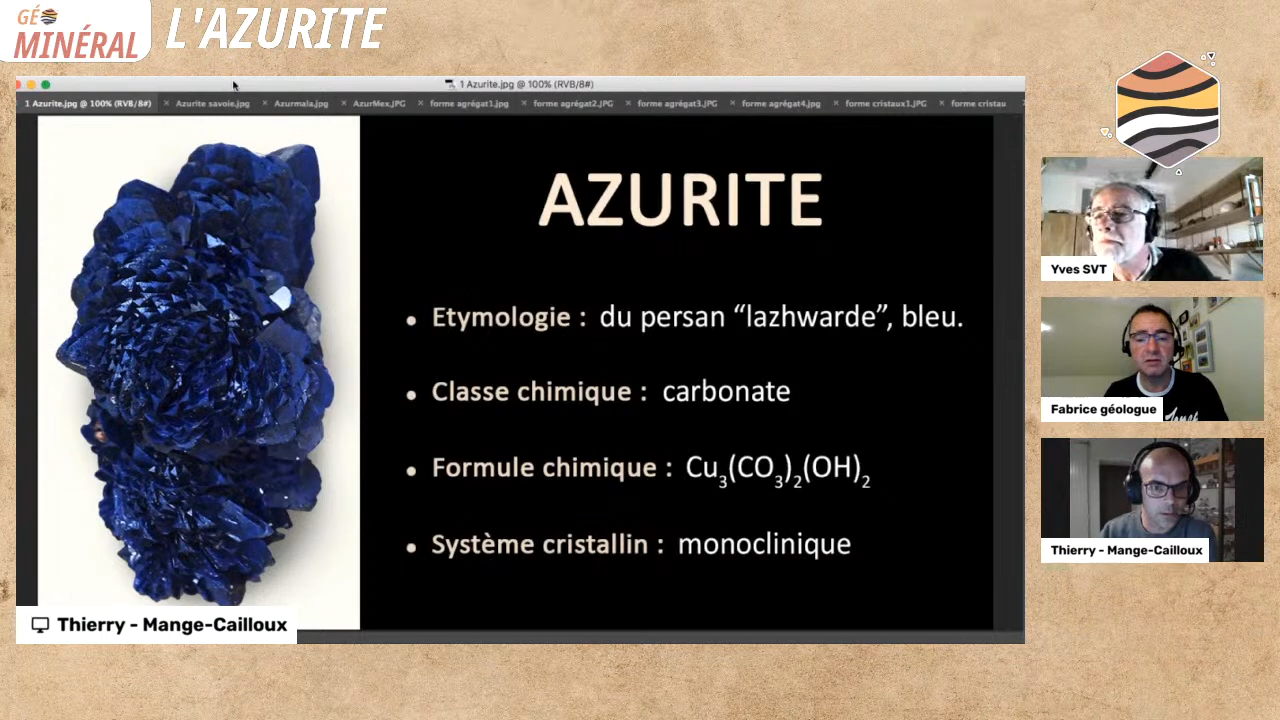 GÉO
MINÉRAL
L'AZURITE
1 Azurite.jpg @ 100% (RVB/8#)
1 Azurite.jpg @ 100% (RVB/8#) × Azurite savoie.jpg × Azurmala.jpg × AzurMex.JPG × forme agrégat1.jpg × forme agrégat2.JPG × forme agrégat3.JPG × forme agrégat4.jpg × forme cristaux1.JPG × forme cristau
AZURITE
• Etymologie : du persan “lazhwarde”, bleu.
• Classe chimique : carbonate
• Formule chimique : Cu₃(CO₃)₂(OH)₂
• Système cristallin : monoclinique
Thierry - Mange-Cailloux
Yves SVT
Fabrice géologue
Thierry - Mange-Cailloux